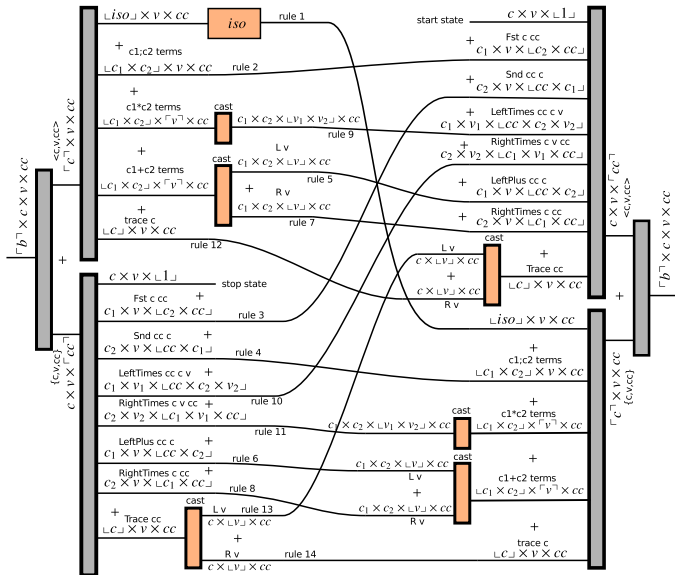 ⌜b⌝ × c × v × cc
+
<c,v,cc>
⌜c⌝ × v × cc
{c,v,cc}
c × v × ⌜cc⌝
⌞iso⌟ × v × cc
iso
rule 1
+
c1;c2 terms
⌞c₁ × c₂⌟ × v × cc
rule 2
+
c1*c2 terms
⌞c₁ × c₂⌟ × ⌜v⌝ × cc
cast
c₁ × c₂ × ⌞v₁ × v₂⌟ × cc
rule 9
+
c1+c2 terms
⌞c₁ × c₂⌟ × ⌜v⌝ × cc
cast
L v
c₁ × c₂ × ⌞v⌟ × cc
rule 5
+
R v
c₁ × c₂ × ⌞v⌟ × cc
rule 7
+
trace c
⌞c⌟ × v × cc
rule 12
c × v × ⌞1⌟
stop state
Fst c cc +
c₁ × v × ⌞c₂ × cc⌟
rule 3
Snd cc c +
c₂ × v × ⌞cc × c₁⌟
rule 4
LeftTimes cc c v +
c₁ × v₁ × ⌞cc × c₂ × v₂⌟
rule 10
RightTimes c v cc +
c₂ × v₂ × ⌞c₁ × v₁ × cc⌟
rule 11
LeftPlus cc c +
c₁ × v × ⌞cc × c₂⌟
rule 6
RightTimes c cc +
c₂ × v × ⌞c₁ × cc⌟
rule 8
+
Trace cc
⌞c⌟ × v × cc
cast
L v
rule 13
c × ⌞v⌟ × cc
+
R v
rule 14
c × ⌞v⌟ × cc
start state
c × v × ⌞1⌟
+ Fst c cc
c₁ × v × ⌞c₂ × cc⌟
+ Snd cc c
c₂ × v × ⌞cc × c₁⌟
+ LeftTimes cc c v
c₁ × v₁ × ⌞cc × c₂ × v₂⌟
+ RightTimes c v cc
c₂ × v₂ × ⌞c₁ × v₁ × cc⌟
+ LeftPlus cc c
c₁ × v × ⌞cc × c₂⌟
+ RightTimes c cc
c₂ × v × ⌞c₁ × cc⌟
L v
c × ⌞v⌟ × cc
+
c × ⌞v⌟ × cc
R v
cast
+
Trace cc
⌞c⌟ × v × cc
⌞iso⌟ × v × cc
+
c1;c2 terms
⌞c₁ × c₂⌟ × v × cc
+
c₁ × c₂ × ⌞v₁ × v₂⌟ × cc
cast
c1*c2 terms
⌞c₁ × c₂⌟ × ⌜v⌝ × cc
+
c₁ × c₂ × ⌞v⌟ × cc
L v
+
c₁ × c₂ × ⌞v⌟ × cc
R v
cast
c1+c2 terms
⌞c₁ × c₂⌟ × ⌜v⌝ × cc
+
trace c
⌞c⌟ × v × cc
c × v × ⌜cc⌝
<c,v,cc>
+
⌜c⌝ × v × cc
{c,v,cc}
⌜b⌝ × c × v × cc